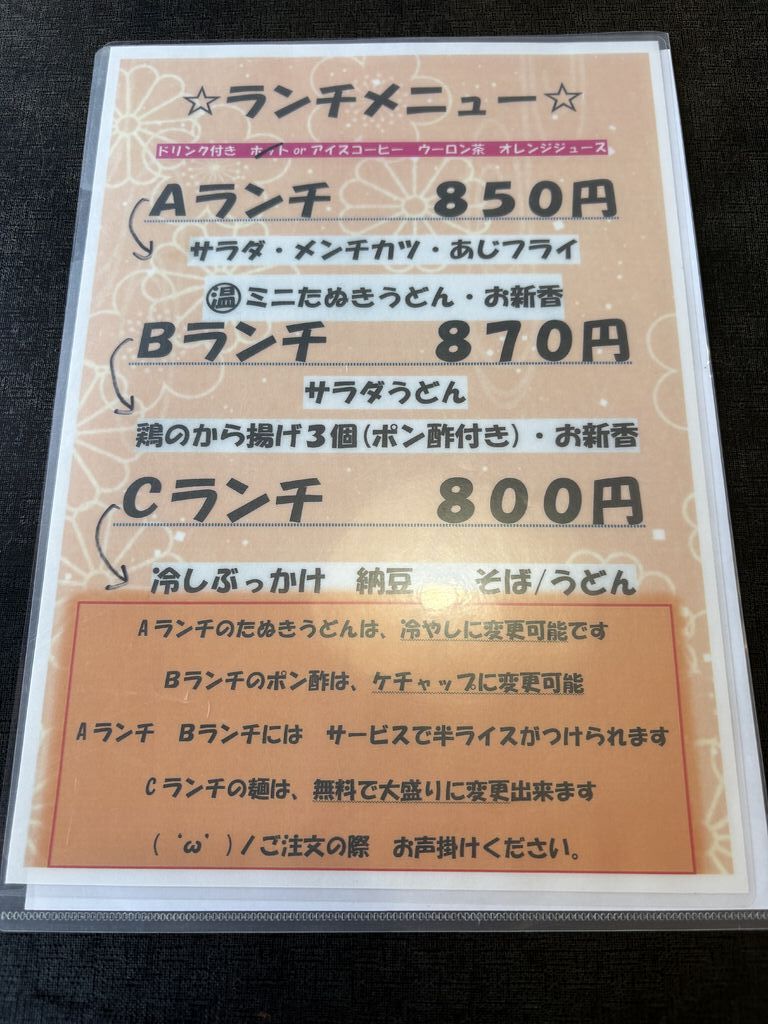 ☆ランチメニュー☆
ドリンク付き　ホット or アイスコーヒー　ウーロン茶　オレンジジュース
Aランチ　850円
サラダ・メンチカツ・あじフライ
㊤ミニたぬきうどん・お新香
Bランチ　870円
サラダうどん
鶏のから揚げ3個(ポン酢付き)・お新香
Cランチ　800円
冷しぶっかけ　納豆　そば/うどん
Aランチのたぬきうどんは、冷やしに変更可能です
Bランチのポン酢は、ケチャップに変更可能
Aランチ　Bランチには　サービスで半ライスがつけられます
Cランチの麺は、無料で大盛りに変更出来ます
(　'ω'　)ノご注文の際　お声掛けください。